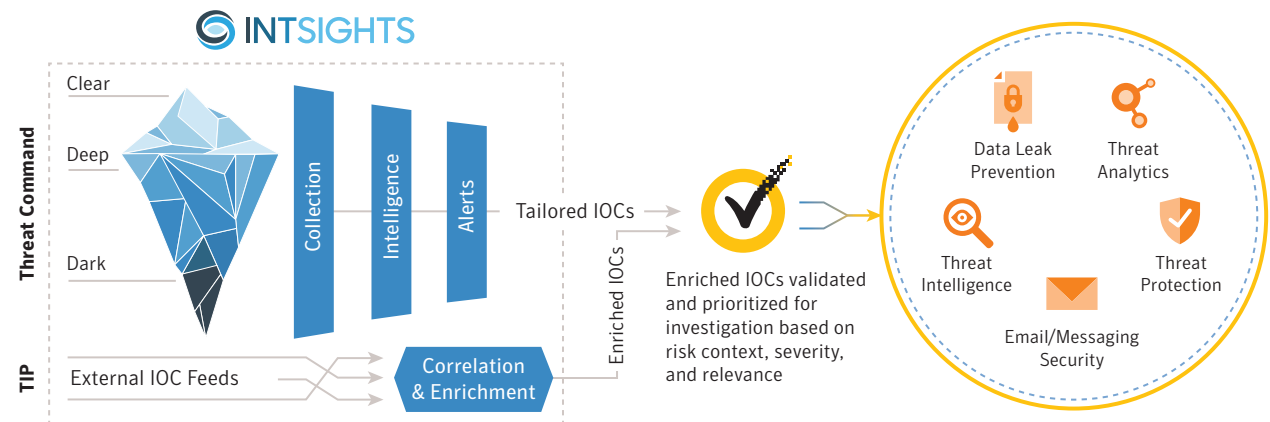 INTSIGHTS
Threat Command
Clear
Deep
Dark
Collection
Intelligence
Alerts
Tailored IOCs
TIP
External IOC Feeds
Correlation
& Enrichment
Enriched IOCs
Enriched IOCs validated
and prioritized for
investigation based on
risk context, severity,
and relevance
Data Leak
Prevention
Threat
Analytics
Threat
Intelligence
Threat
Protection
Email/Messaging
Security